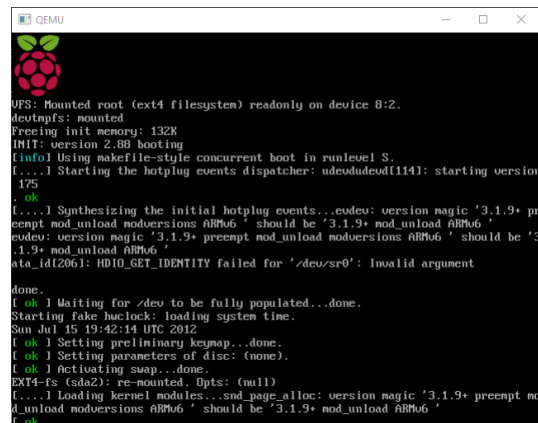 QEMU
VFS: Mounted root (ext4 filesystem) readonly on device 8:2.
devtmpfs: mounted
Freeing init memory: 132K
INIT: version 2.88 booting
[info] Using makefile-style concurrent boot in runlevel S.
[....] Starting the hotplug events dispatcher: udevdudevd[114]: starting version
 175
. ok
[....] Synthesizing the initial hotplug events...evdev: version magic '3.1.9+ pr
eempt mod_unload modversions ARMv6 ' should be '3.1.9+ mod_unload ARMv6 '
evdev: version magic '3.1.9+ preempt mod_unload modversions ARMv6 ' should be '3
.1.9+ mod_unload ARMv6 '
ata_id[206]: HDIO_GET_IDENTITY failed for '/dev/sr0': Invalid argument
done.
[ ok ] Waiting for /dev to be fully populated...done.
Starting fake hwclock: loading system time.
Sun Jul 15 19:42:14 UTC 2012
[ ok ] Setting preliminary keymap...done.
[ ok ] Setting parameters of disc: (none).
[ ok ] Activating swap...done.
EXT4-fs (sda2): re-mounted. Opts: (null)
[....] Loading kernel modules...snd_page_alloc: version magic '3.1.9+ preempt mo
d_unload modversions ARMv6 ' should be '3.1.9+ mod_unload ARMv6 '
[ ok